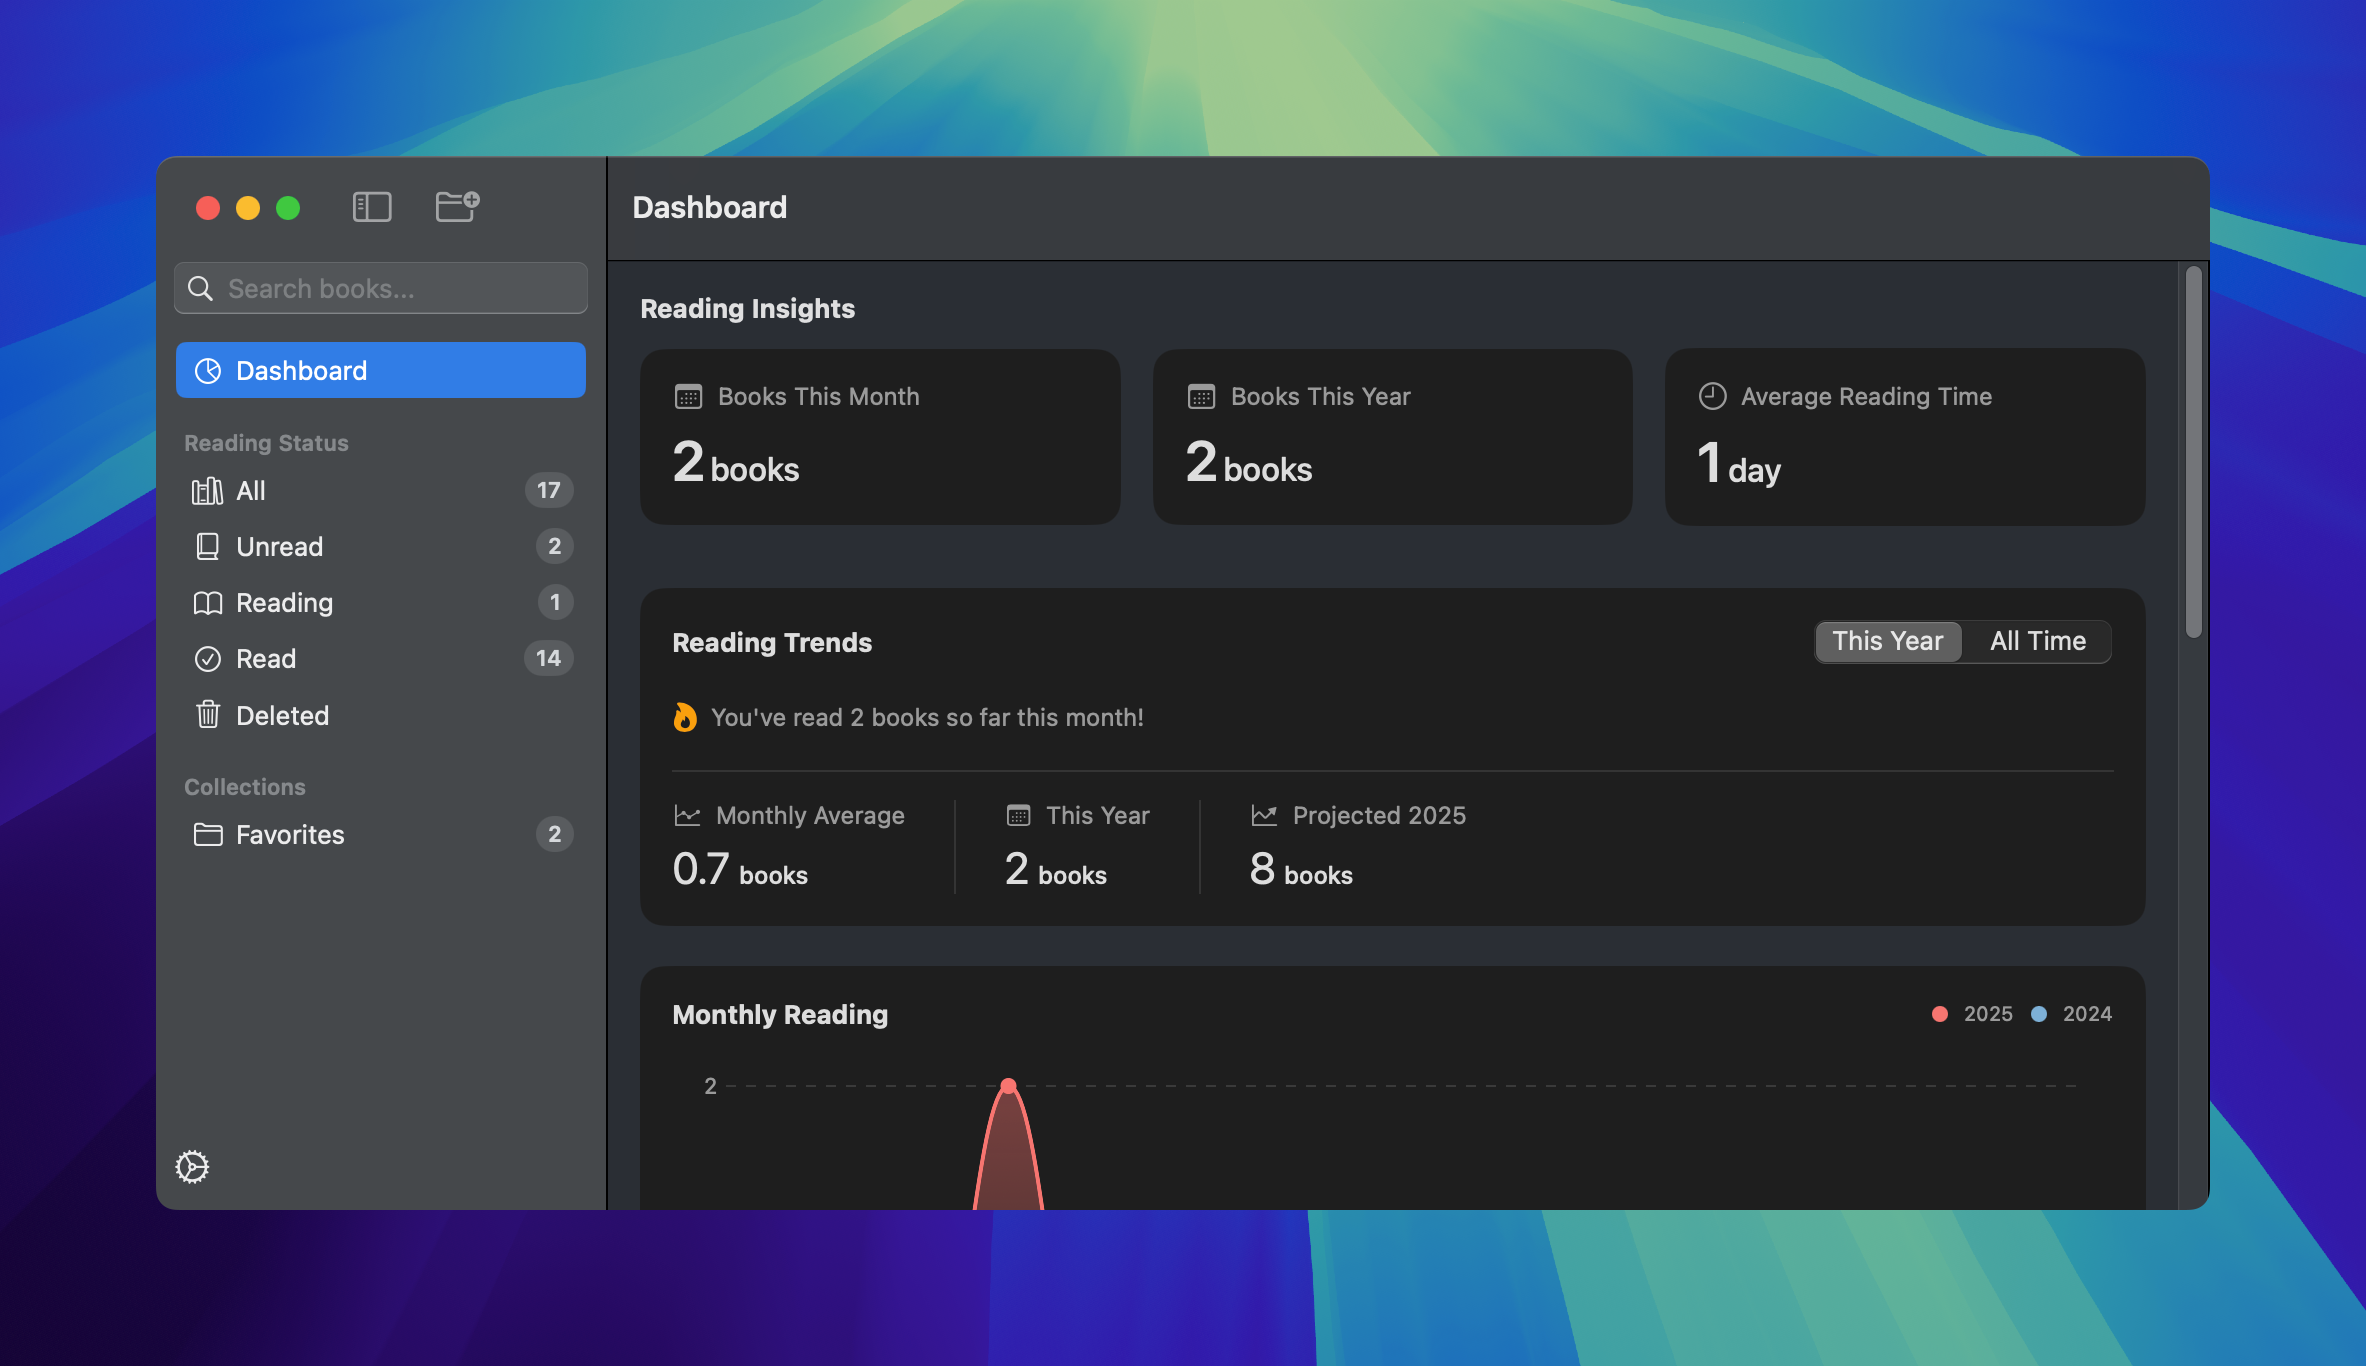 Dashboard
Search books...
Dashboard
Reading Status
All 17
Unread 2
Reading 1
Read 14
Deleted
Collections
Favorites 2
Reading Insights
Books This Month
2 books
Books This Year
2 books
Average Reading Time
1 day
Reading Trends
This Year All Time
You've read 2 books so far this month!
Monthly Average
0.7 books
This Year
2 books
Projected 2025
8 books
Monthly Reading
2025 2024
2